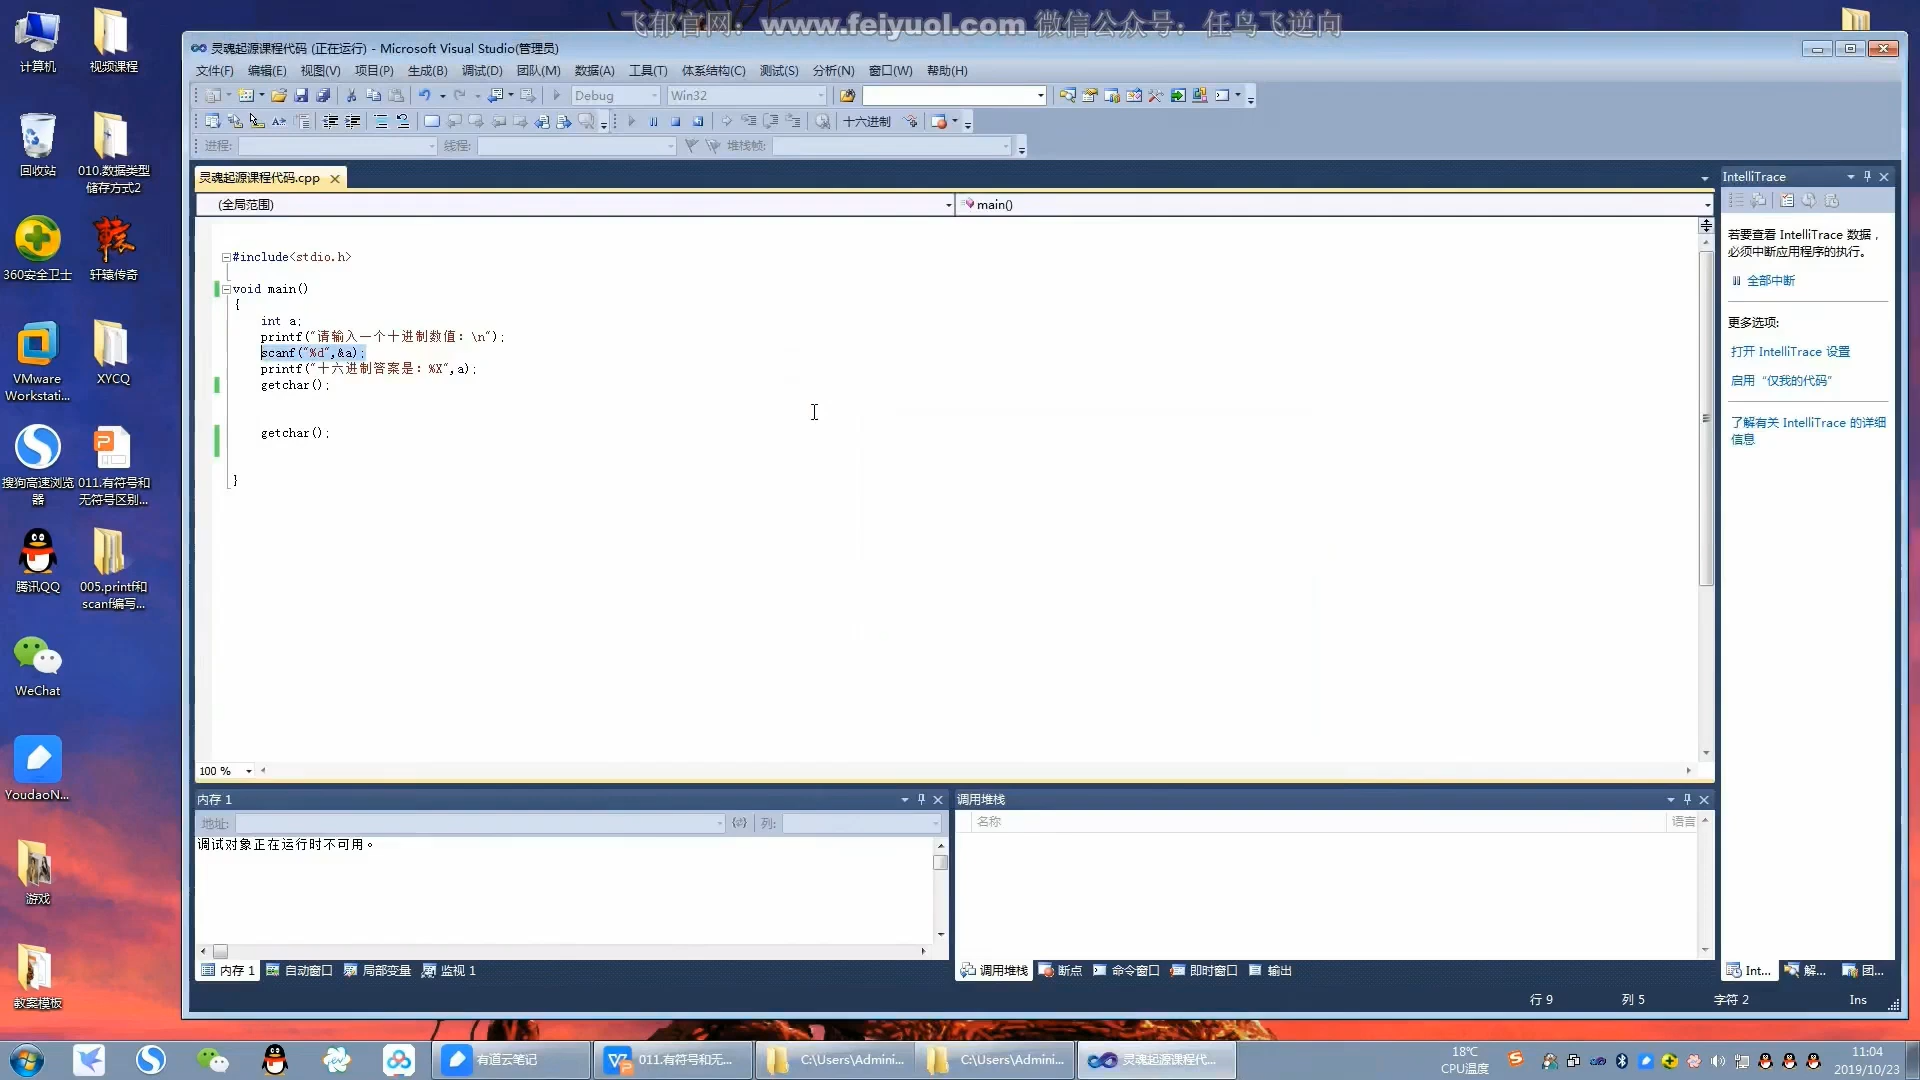 飞郁官网：www.feiyuol.com 微信公众号：任鸟飞逆向
计算机
视频课程
回收站
010.数据类型
储存方式2
360安全卫士
轩辕传奇
VMware
Workstati...
XYCQ
搜狗高速浏览
器
011.有符号和
无符号区别...
腾讯QQ
005.printf和
scanf编写...
WeChat
YoudaoN...
游戏
教案模板
灵魂起源课程代码 (正在运行) - Microsoft Visual Studio(管理员)
文件(F) 编辑(E) 视图(V) 项目(P) 生成(B) 调试(D) 团队(M) 数据(A) 工具(T) 体系结构(C) 测试(S) 分析(N) 窗口(W) 帮助(H)
Debug Win32
十六进制
进程: 线程: 堆栈帧:
灵魂起源课程代码.cpp
(全局范围) main()
#include<stdio.h>
void main()
{
int a;
printf("请输入一个十进制数值：\n");
scanf("%d",&a);
printf("十六进制答案是：%X",a);
getchar();
getchar();
}
100 %
IntelliTrace
若要查看 IntelliTrace 数据，
必须中断应用程序的执行。
全部中断
更多选项:
打开 IntelliTrace 设置
启用“仅我的代码”
了解有关 IntelliTrace 的详细
信息
内存 1
地址: 列:
调试对象正在运行时不可用。
内存 1 自动窗口 局部变量 监视 1
调用堆栈
名称 语言
调用堆栈 断点 命令窗口 即时窗口 输出
Int... 解... 团...
行 9 列 5 字符 2 Ins
有道云笔记
011.有符号和无...
C:\Users\Admini...
C:\Users\Admini...
灵魂起源课程代...
18℃
CPU温度
11:04
2019/10/23